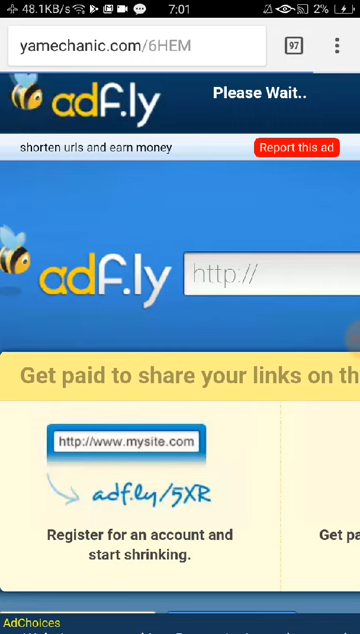 48.1KB/s 7:01 2%
yamechanic.com/6HEM 97
adf.ly Please Wait..
shorten urls and earn money Report this ad
adf.ly http://
Get paid to share your links on th
http://www.mysite.com
adf.ly/5XR
Register for an account and Get pa
start shrinking.
AdChoices